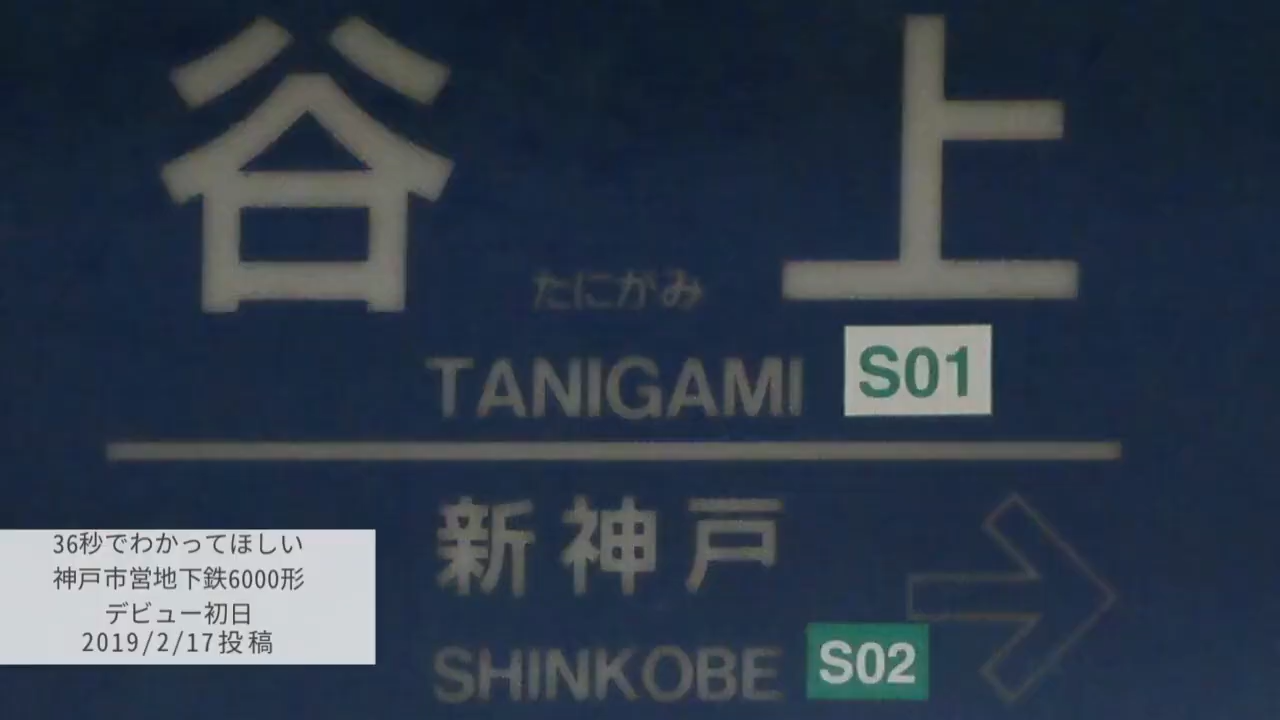 谷上
たにがみ
TANIGAMI S01
新神戸
SHINKOBE S02
36秒でわかってほしい
神戸市営地下鉄6000形
デビュー初日
2019/2/17投稿